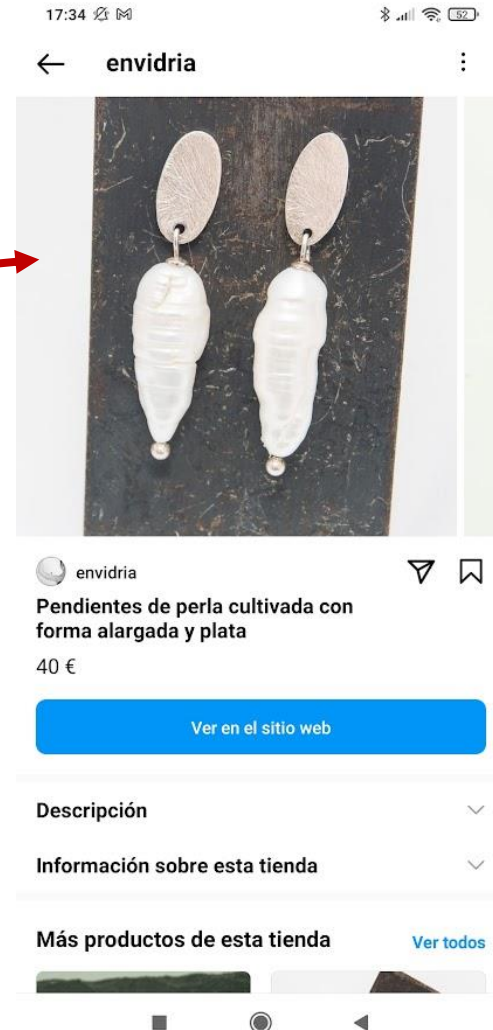 17:34
52
envidria
envidria
Pendientes de perla cultivada con
forma alargada y plata
40 €
Ver en el sitio web
Descripción
Información sobre esta tienda
Más productos de esta tienda
Ver todos